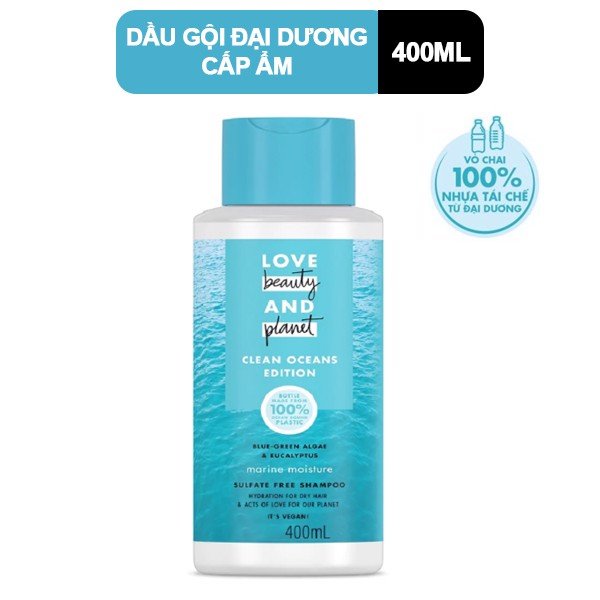 DẦU GỘI ĐẠI DƯƠNG
CẤP ẨM
400ML
VỎ CHAI
100%
NHỰA TÁI CHẾ
TỪ ĐẠI DƯƠNG
LOVE
beauty
AND
planet
CLEAN OCEANS
EDITION
BOTTLE
MADE FROM
100%
OCEAN BOUND
PLASTIC
BLUE-GREEN ALGAE
& EUCALYPTUS
marine moisture
SULFATE FREE SHAMPOO
HYDRATION FOR DRY HAIR
& ACTS OF LOVE FOR OUR PLANET
IT'S VEGAN!
400mL